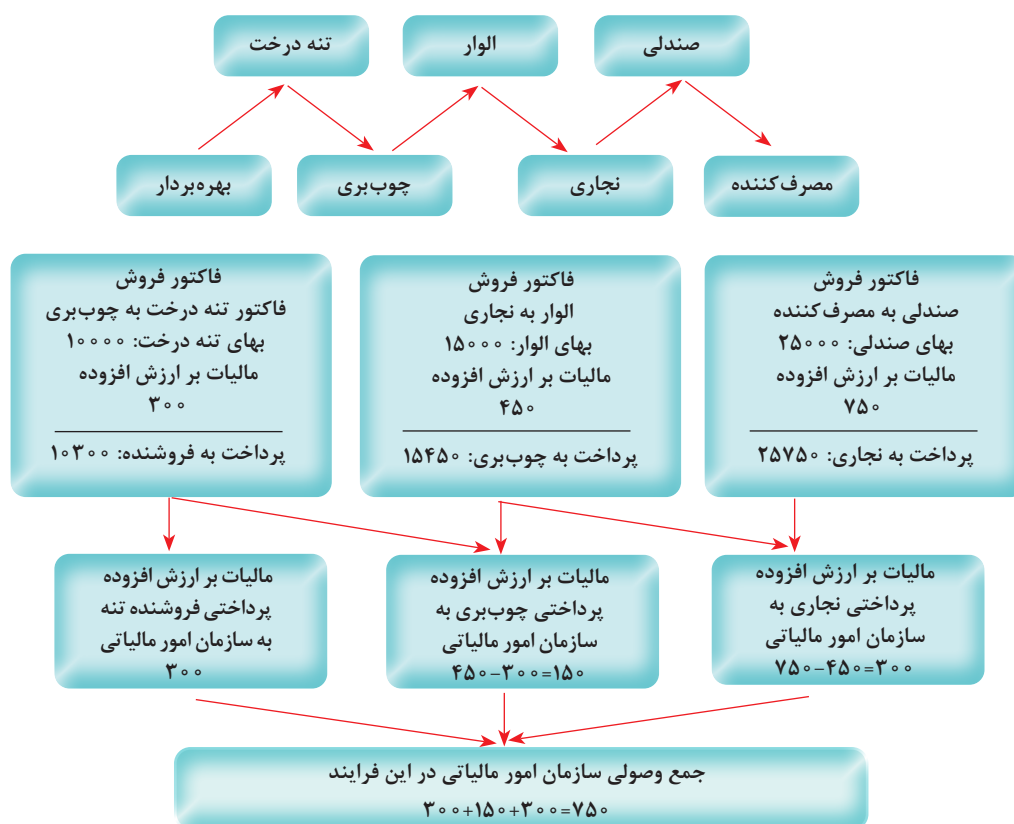 تنه درخت
الوار
صندلی
بهره‌بردار
چوب‌بری
نجاری
مصرف‌کننده
فاکتور فروش
فاکتور تنه درخت به چوب‌بری
بهای تنه درخت: ۱۰۰۰۰
مالیات بر ارزش افزوده
۳۰۰
پرداخت به فروشنده: ۱۰۳۰۰
فاکتور فروش
الوار به نجاری
بهای الوار: ۱۵۰۰۰
مالیات بر ارزش افزوده
۴۵۰
پرداخت به چوب‌بری: ۱۵۴۵۰
فاکتور فروش
صندلی به مصرف‌کننده
بهای صندلی: ۲۵۰۰۰
مالیات بر ارزش افزوده
۷۵۰
پرداخت به نجاری: ۲۵۷۵۰
مالیات بر ارزش افزوده
پرداختی فروشنده تنه
به سازمان امور مالیاتی
۳۰۰
مالیات بر ارزش افزوده
پرداختی چوب‌بری به
سازمان امور مالیاتی
۴۵۰-۳۰۰=۱۵۰
مالیات بر ارزش افزوده
پرداختی نجاری به
سازمان امور مالیاتی
۷۵۰-۴۵۰=۳۰۰
جمع وصولی سازمان امور مالیاتی در این فرایند
۳۰۰+۱۵۰+۳۰۰=۷۵۰